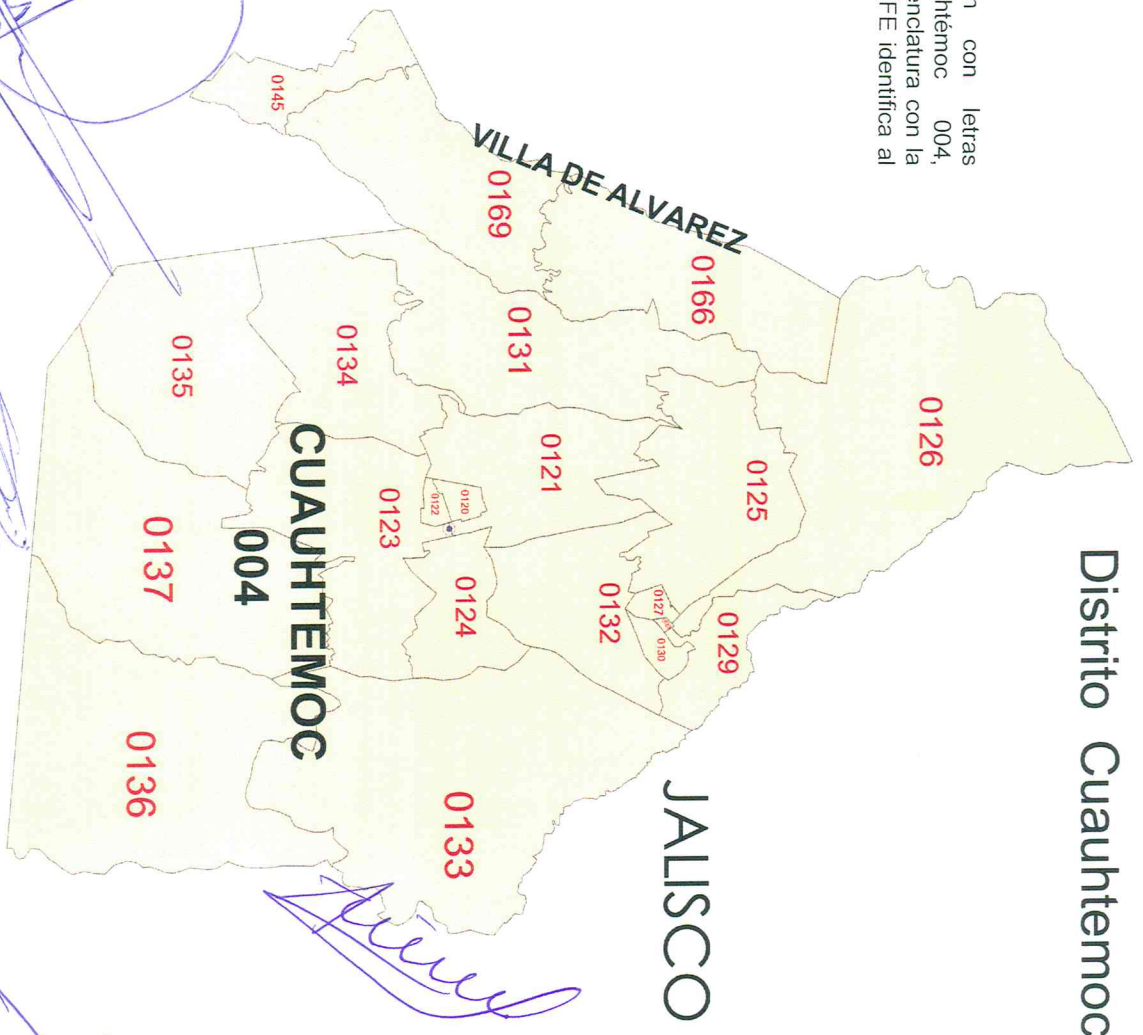 Distrito Cuauhtemoc
n con letras
htémoc 004,
enclatura con la
FE identifica al
0126
0125
0129
0166
JALISCO
0127
0130
VILLA DE ALVAREZ
0132
0121
0131
0169
0120
0124
0133
0122
0123
0134
CUAUHTEMOC
0145
004
0135
0137
0136